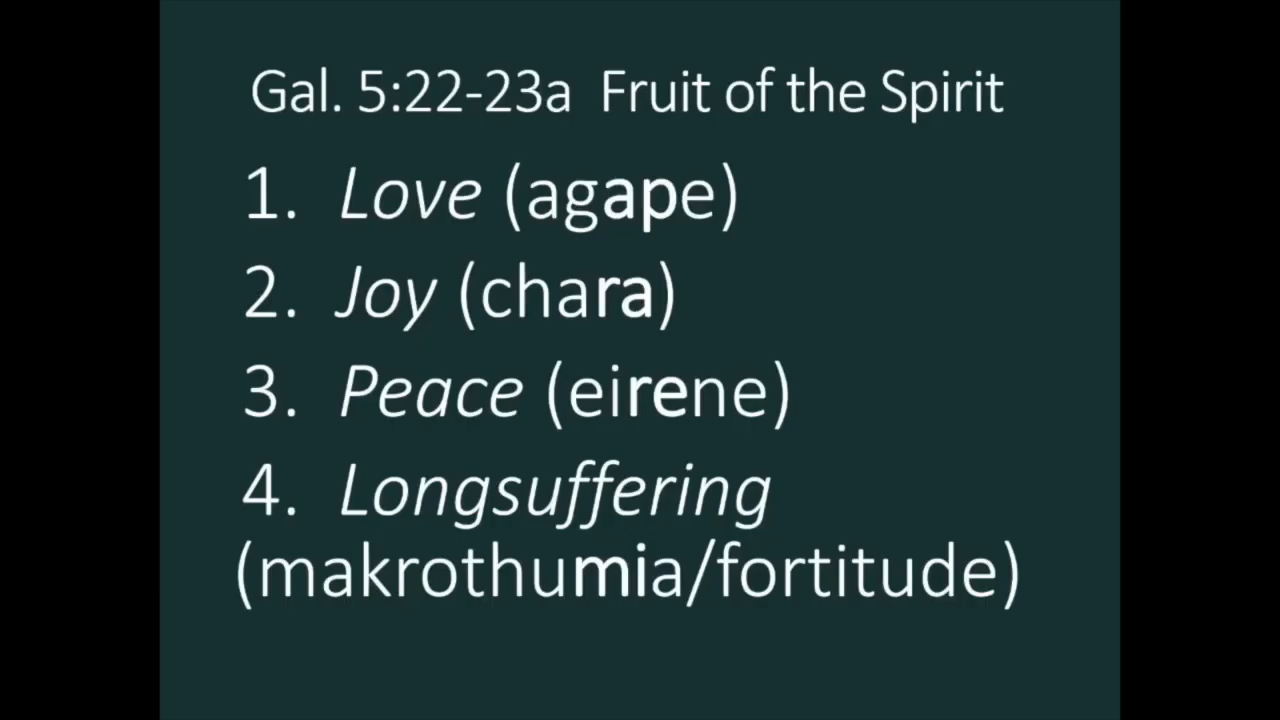 Gal. 5:22-23a  Fruit of the Spirit
1.  Love (agape)
2.  Joy (chara)
3.  Peace (eirene)
4.  Longsuffering
(makrothumia/fortitude)